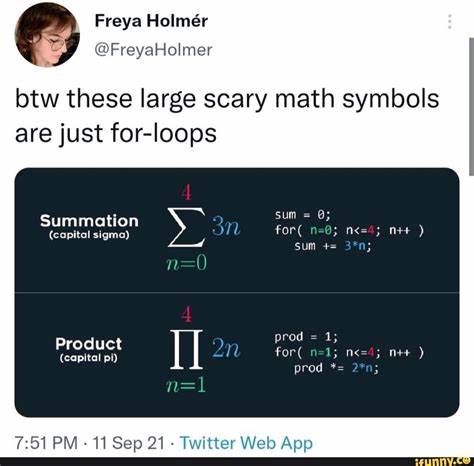 Freya Holmér
@FreyaHolmer
btw these large scary math symbols
are just for-loops
4
Summation
(capital sigma)
∑ 3n
n=0
sum = 0;
for( n=0; n<=4; n++ )
sum += 3*n;
4
Product
(capital pi)
∏ 2n
n=1
prod = 1;
for( n=1; n<=4; n++ )
prod *= 2*n;
7:51 PM · 11 Sep 21 · Twitter Web App
ifunny.co